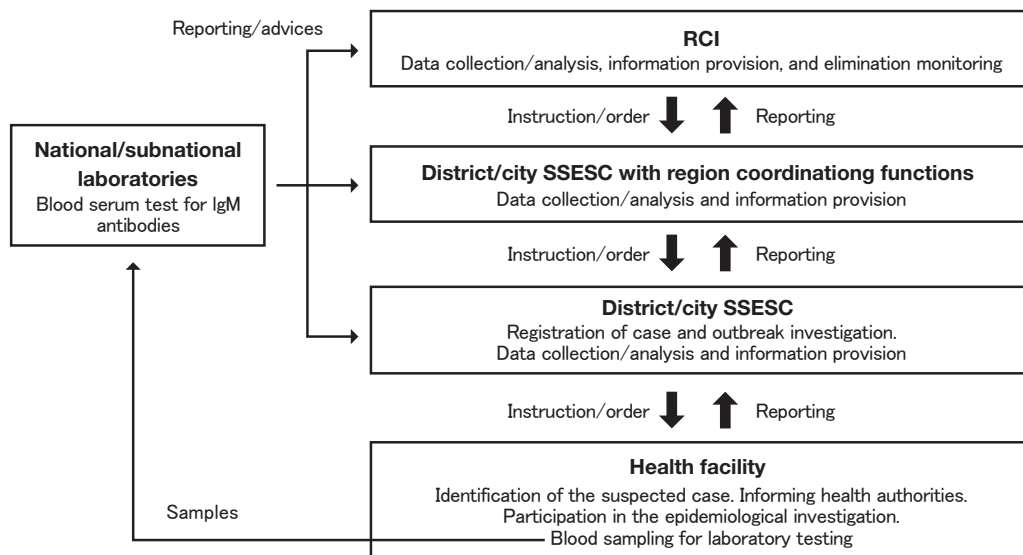 Reporting/advices
RCI
Data collection/analysis, information provision, and elimination monitoring
Instruction/order
Reporting
National/subnational
laboratories
Blood serum test for IgM
antibodies
District/city SSESC with region coordinationg functions
Data collection/analysis and information provision
Instruction/order
Reporting
District/city SSESC
Registration of case and outbreak investigation.
Data collection/analysis and information provision
Instruction/order
Reporting
Health facility
Identification of the suspected case. Informing health authorities.
Participation in the epidemiological investigation.
Blood sampling for laboratory testing
Samples